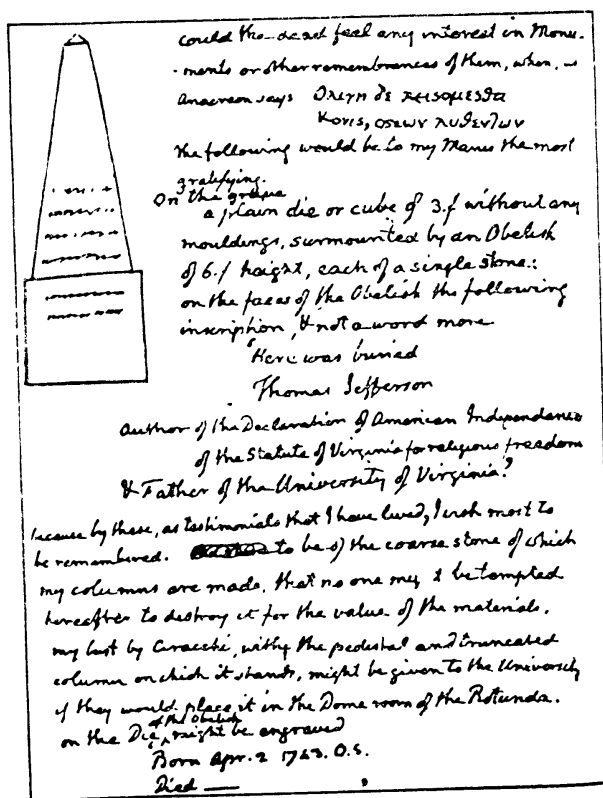 could the dead feel any interest in Monu-
-ments or other remembrances of them, when, as
Anacreon says Ολιγη δε κεισομεσθα
Κονις, οσεων λυθεντων
the following would be to my Manes the most
gratifying.
On the grave
a plain die or cube of 3.f without any
mouldings, surmounted by an Obelisk
of 6.f height, each of a single stone:
on the faces of the Obelisk the following
inscription, & not a word more
'Here was buried
Thomas Jefferson
Author of the Declaration of American Independance
of the Statute of Virginia for religious freedom
& Father of the University of Virginia.'
because by these, as testimonials that I have lived, I wish most to
be remembered. to be of the coarse stone of which
my columns are made, that no one might be tempted
hereafter to destroy it for the value of the materials.
my bust by Ciracchi, with the pedestal and truncated
column on which it stands, might be given to the University
if they would place it in the Dome room of the Rotunda.
on the Die of the Obelisk might be engraved
Born Apr. 2 1743. O.S.
Died ——